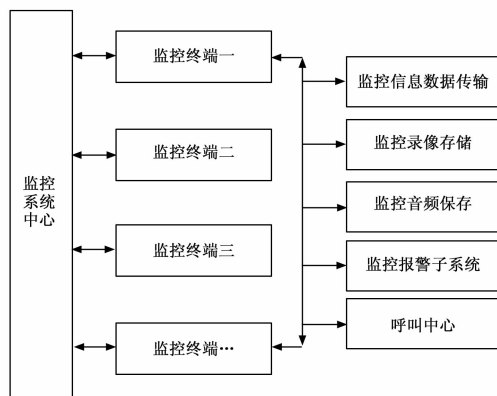 监控
系统
中心
监控终端一
监控终端二
监控终端三
监控终端…
监控信息数据传输
监控录像存储
监控音频保存
监控报警子系统
呼叫中心